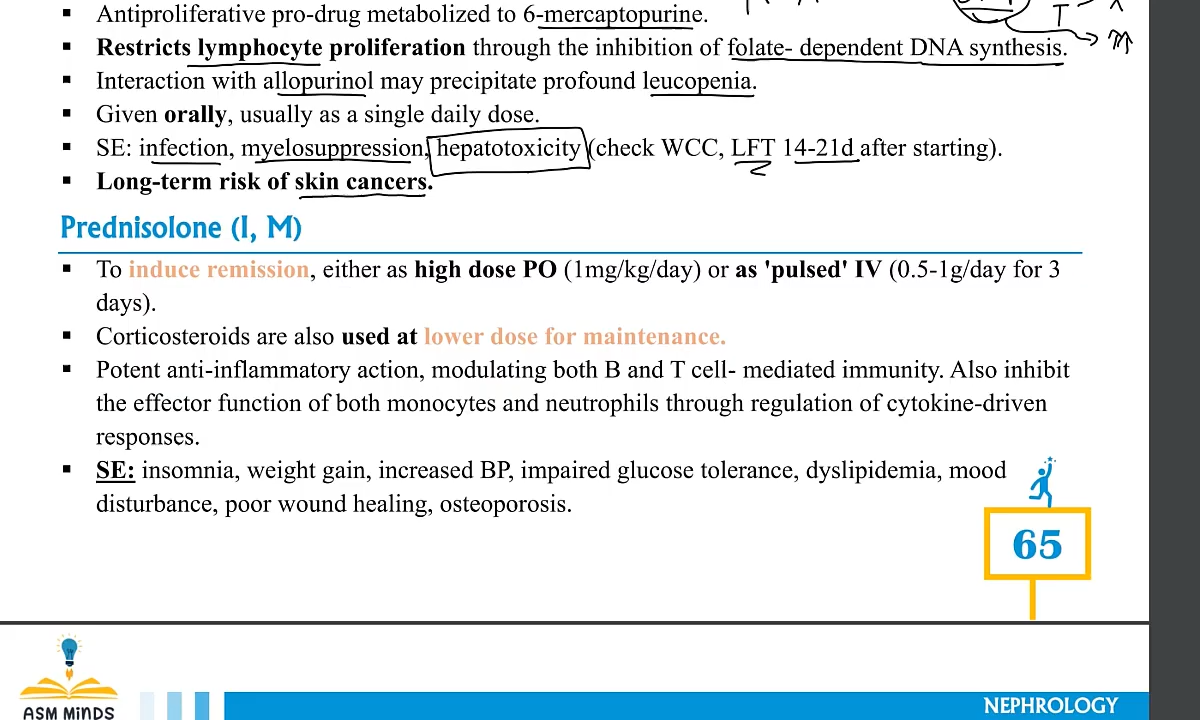 ▪ Antiproliferative pro-drug metabolized to 6-mercaptopurine.
▪ Restricts lymphocyte proliferation through the inhibition of folate- dependent DNA synthesis.
▪ Interaction with allopurinol may precipitate profound leucopenia.
▪ Given orally, usually as a single daily dose.
▪ SE: infection, myelosuppression, hepatotoxicity (check WCC, LFT 14-21d after starting).
▪ Long-term risk of skin cancers.
Prednisolone (I, M)
▪ To induce remission, either as high dose PO (1mg/kg/day) or as 'pulsed' IV (0.5-1g/day for 3
days).
▪ Corticosteroids are also used at lower dose for maintenance.
▪ Potent anti-inflammatory action, modulating both B and T cell- mediated immunity. Also inhibit
the effector function of both monocytes and neutrophils through regulation of cytokine-driven
responses.
▪ SE: insomnia, weight gain, increased BP, impaired glucose tolerance, dyslipidemia, mood
disturbance, poor wound healing, osteoporosis.
65
ASM MINDS
NEPHROLOGY